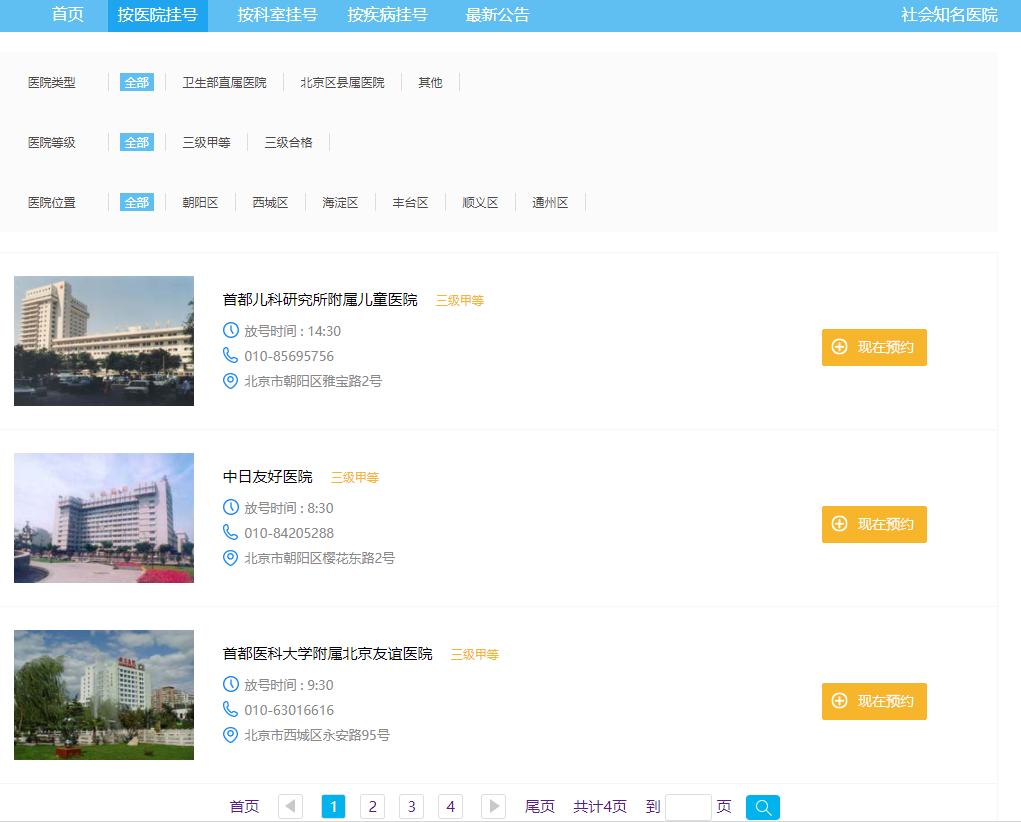 首页 按医院挂号 按科室挂号 按疾病挂号 最新公告 社会知名医院
医院类型 全部 卫生部直属医院 北京区县属医院 其他
医院等级 全部 三级甲等 三级合格
医院位置 全部 朝阳区 西城区 海淀区 丰台区 顺义区 通州区
首都儿科研究所附属儿童医院 三级甲等
放号时间 : 14:30
010-85695756
北京市朝阳区雅宝路2号
现在预约
中日友好医院 三级甲等
放号时间 : 8:30
010-84205288
北京市朝阳区樱花东路2号
现在预约
首都医科大学附属北京友谊医院 三级甲等
放号时间 : 9:30
010-63016616
北京市西城区永安路95号
现在预约
首页 1 2 3 4 尾页 共计4页 到 页